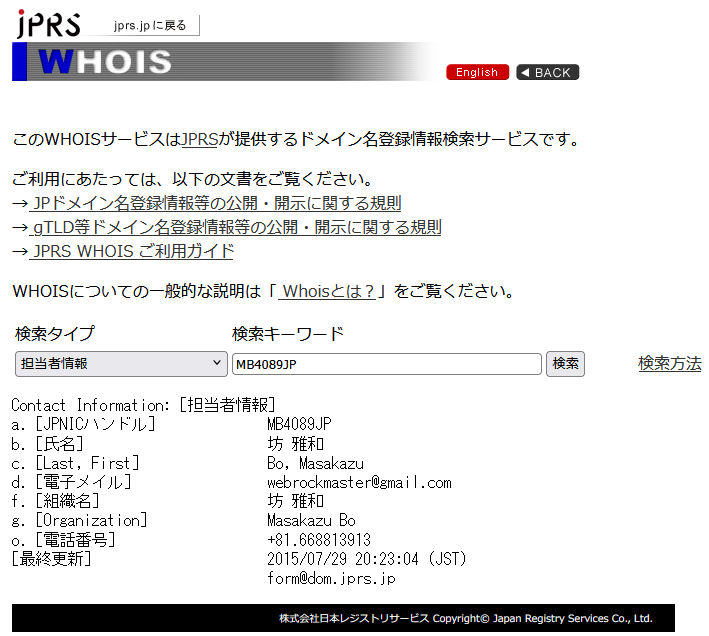 JPRS jprs.jpに戻る
WHOIS
English ◀ BACK
このWHOISサービスはJPRSが提供するドメイン名登録情報検索サービスです。
ご利用にあたっては、以下の文書をご覧ください。
→ JPドメイン名登録情報等の公開・開示に関する規則
→ gTLD等ドメイン名登録情報等の公開・開示に関する規則
→ JPRS WHOIS ご利用ガイド
WHOISについての一般的な説明は「 Whoisとは？」をご覧ください。
検索タイプ 検索キーワード
担当者情報 MB4089JP 検索 検索方法
Contact Information: [担当者情報]
a. [JPNICハンドル] MB4089JP
b. [氏名] 坊 雅和
c. [Last, First] Bo, Masakazu
d. [電子メイル] webrockmaster@gmail.com
f. [組織名] 坊 雅和
g. [Organization] Masakazu Bo
o. [電話番号] +81.668813913
[最終更新] 2015/07/29 20:23:04 (JST)
form@dom.jprs.jp
株式会社日本レジストリサービス Copyright© Japan Registry Services Co., Ltd.